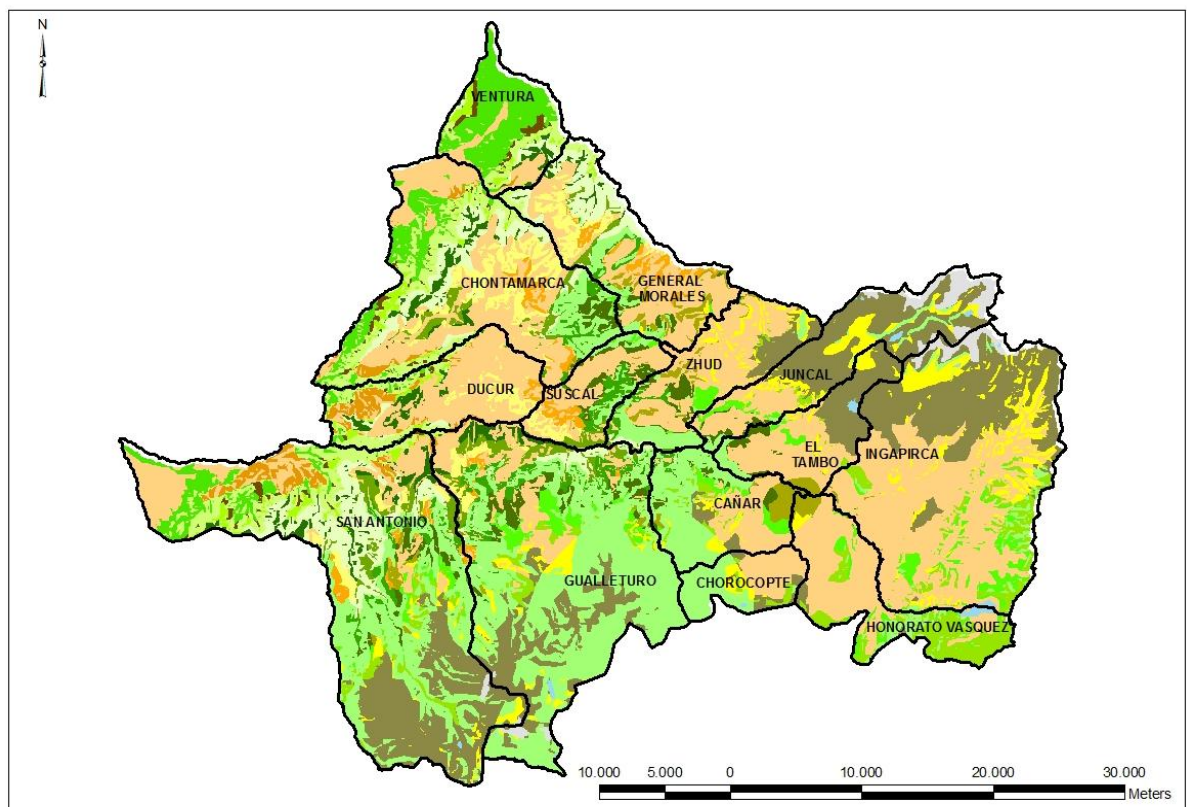 N
VENTURA
CHONTAMARCA
GENERAL
MORALES
ZHUD
JUNCAL
DUCUR
SUSCAL
EL
TAMBO
INGAPIRCA
CAÑAR
SAN ANTONIO
GUALLETURO
CHOROCOPTE
HONORATO VASQUEZ
10.000 5.000 0 10.000 20.000 30.000
Meters